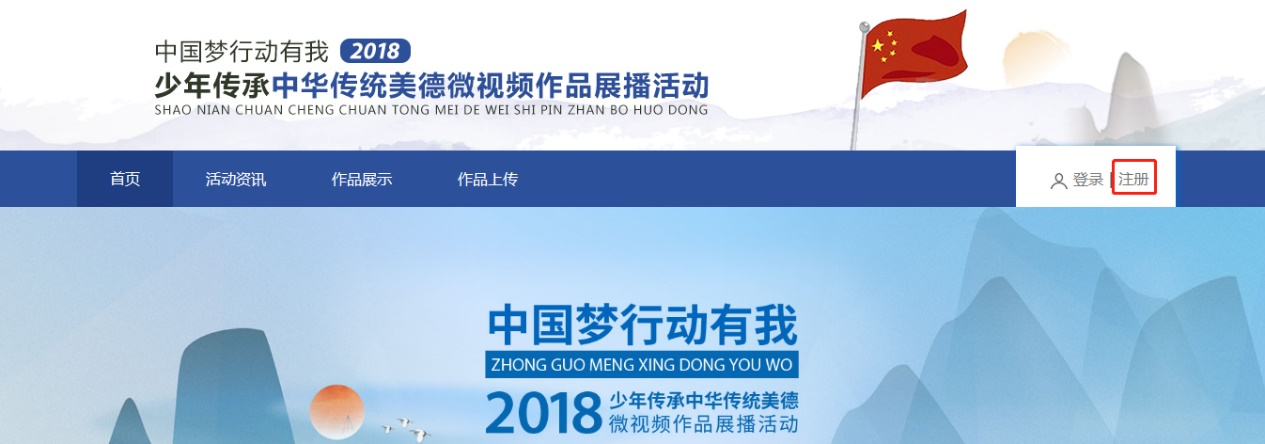 中国梦行动有我 2018
少年传承中华传统美德微视频作品展播活动
SHAO NIAN CHUAN CHENG CHUAN TONG MEI DE WEI SHI PIN ZHAN BO HUO DONG
首页 活动资讯 作品展示 作品上传 登录 | 注册
中国梦行动有我
ZHONG GUO MENG XING DONG YOU WO
2018 少年传承中华传统美德
微视频作品展播活动